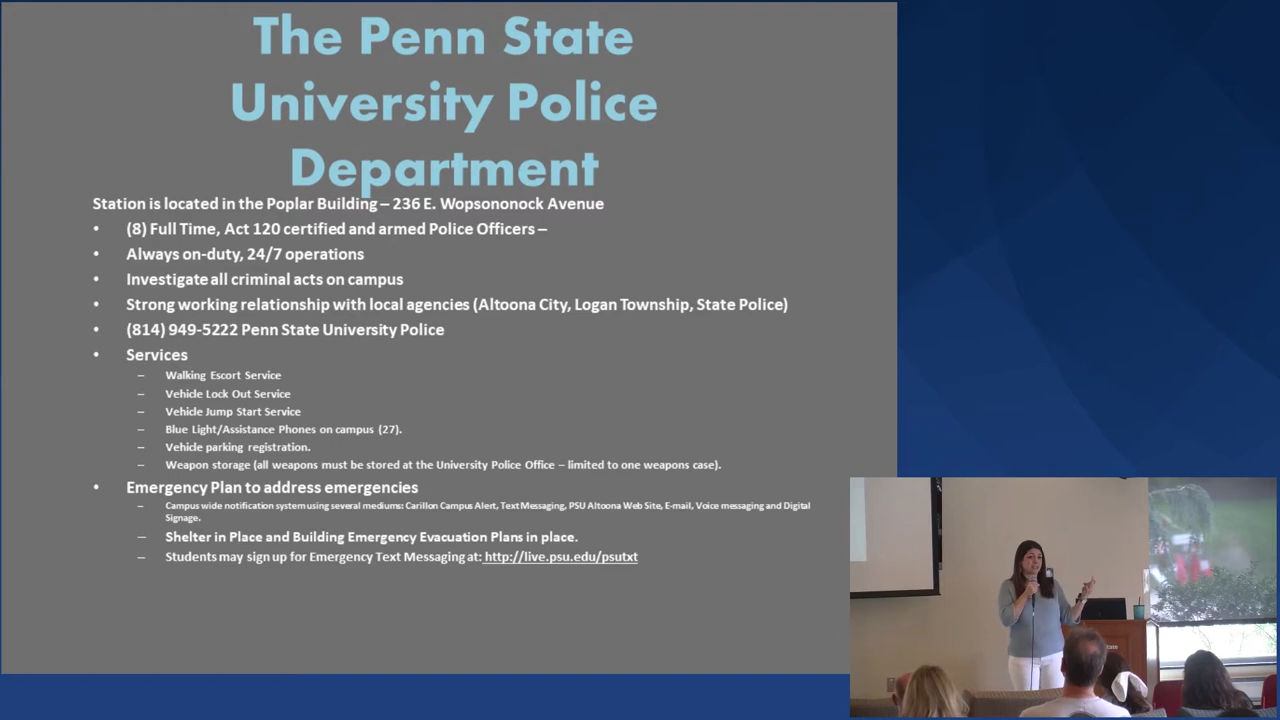 The Penn State
University Police
Department
Station is located in the Poplar Building – 236 E. Wopsononock Avenue
• (8) Full Time, Act 120 certified and armed Police Officers –
• Always on-duty, 24/7 operations
• Investigate all criminal acts on campus
• Strong working relationship with local agencies (Altoona City, Logan Township, State Police)
• (814) 949-5222 Penn State University Police
• Services
– Walking Escort Service
– Vehicle Lock Out Service
– Vehicle Jump Start Service
– Blue Light/Assistance Phones on campus (27).
– Vehicle parking registration.
– Weapon storage (all weapons must be stored at the University Police Office – limited to one weapons case).
• Emergency Plan to address emergencies
– Campus wide notification system using several mediums: Carillon Campus Alert, Text Messaging, PSU Altoona Web Site, E-mail, Voice messaging and Digital
Signage.
– Shelter in Place and Building Emergency Evacuation Plans in place.
– Students may sign up for Emergency Text Messaging at: http://live.psu.edu/psutxt
State